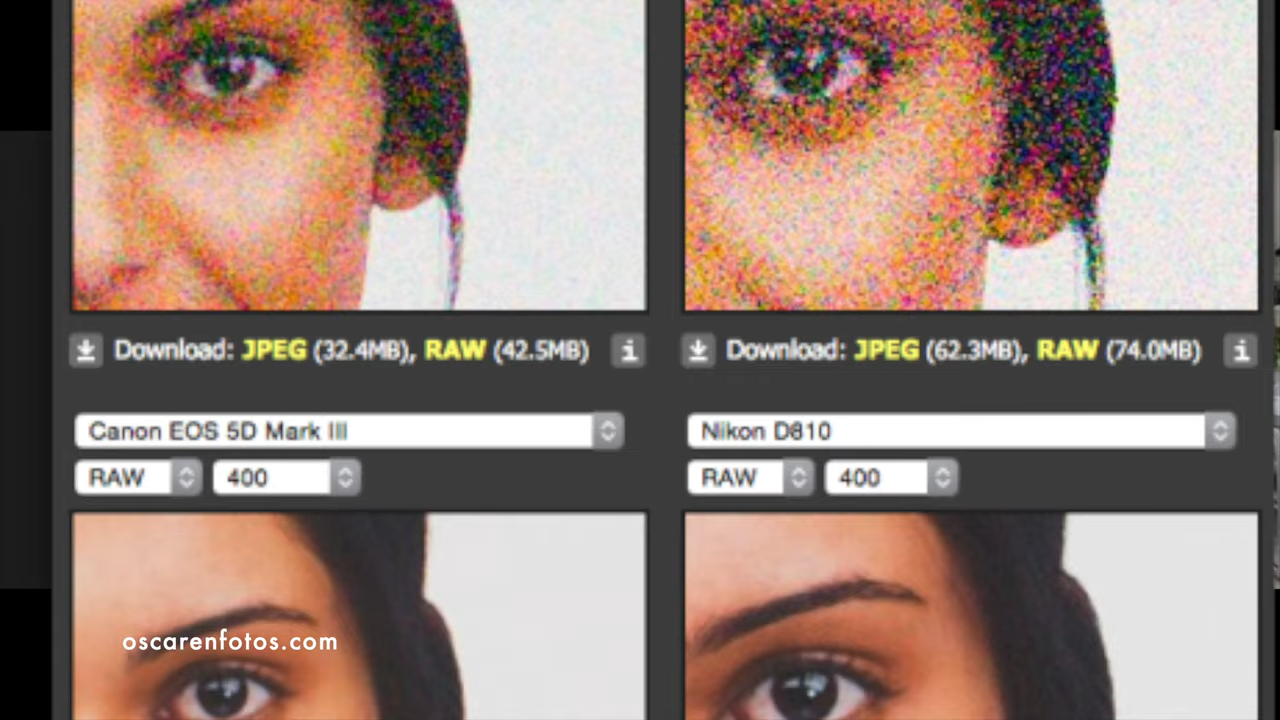 Download: JPEG (32.4MB), RAW (42.5MB)
Download: JPEG (62.3MB), RAW (74.0MB)
Canon EOS 5D Mark III
Nikon D810
RAW 400
RAW 400
oscarenfotos.com